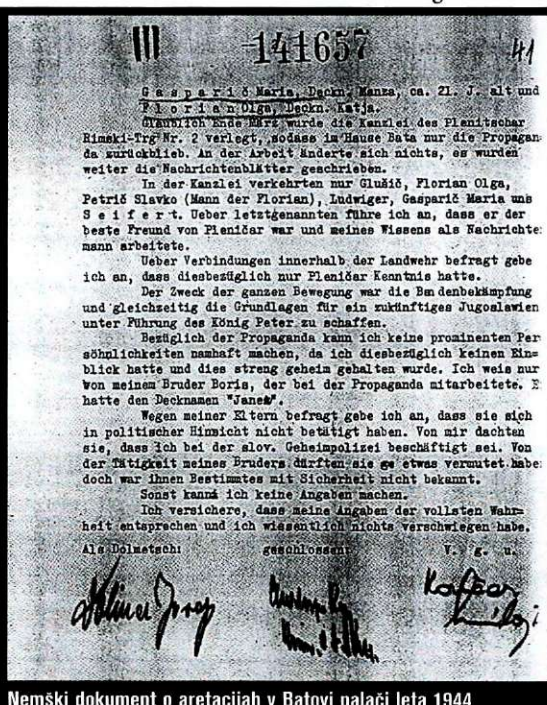 III 141657 41
Gasparič Maria, Deckn. Manza, ca. 21. J. alt und
Florian Olga, Deckn. Katja.
Glaublich Ende März wurde die Kanzlei des Plenitschar
Rimski-Trg Nr. 2 verlegt, sodass im Hause Bata nur die Propagan
da zurückblieb. An der Arbeit änderte sich nichts, es wurden
weiter die Nachrichtenblätter geschrieben.
In der Kanzlei verkehrten nur Glušič, Florian Olga,
Petrič Slavko (Mann der Florian), Ludwiger, Gasparič Maria uns
Seifert. Ueber letztgenannten führe ich an, dass er der
beste Freund von Pleničar war und meines Wissens als Nachrichte
mann arbeitete.
Ueber Verbindungen innerhalb der Landwehr befragt gebe
ich an, dass diesbezüglich nur Pleničar Kenntnis hatte.
Der Zweck der ganzen Bewegung war die Bandenbekämpfung
und gleichzeitig die Grundlagen für ein zukünftiges Jugoslawien
unter Führung des König Peter zu schaffen.
Bezüglich der Propaganda kann ich keine prominenten Per
söhnlichkeiten namhaft machen, da ich diesbezüglich keinen Ein=
blick hatte und dies streng geheim gehalten wurde. Ich weis nur
von meinem Bruder Boris, der bei der Propaganda mitarbeitete. E
hatte den Decknamen "Janez".
Wegen meiner Eltern befragt gebe ich an, dass sie sich
in politischer Hinsicht nicht betätigt haben. Von mir dachten
sie, dass ich bei der slov. Geheimpolizei beschäftigt sei. Von
der Tätigkeit meines Bruders dürften sie etwas vermutet habe
doch war ihnen Bestimmtes mit Sicherheit nicht bekannt.
Sonst kann ich keine Angaben machen.
Ich versichere, dass meine Angaben der vollsten Wahr=
heit entsprechen und ich wissentlich nichts verschwiegen habe.
Als Dolmetsch: geschlossen: V. g. u.
Nemški dokument o aretacijah v Batovi palači leta 1944